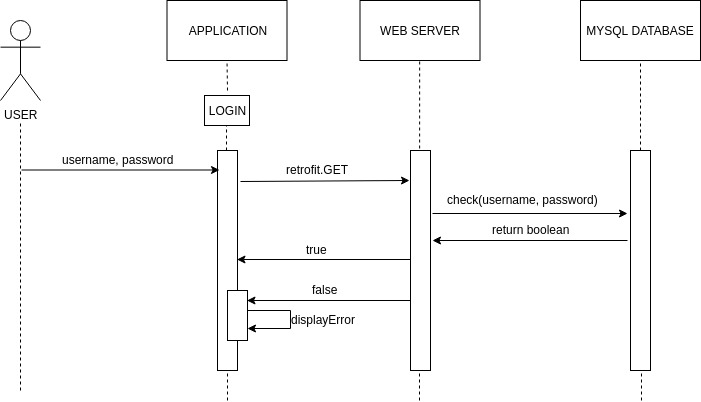 APPLICATION
WEB SERVER
MYSQL DATABASE
USER
LOGIN
username, password
retrofit.GET
check(username, password)
return boolean
true
false
displayError